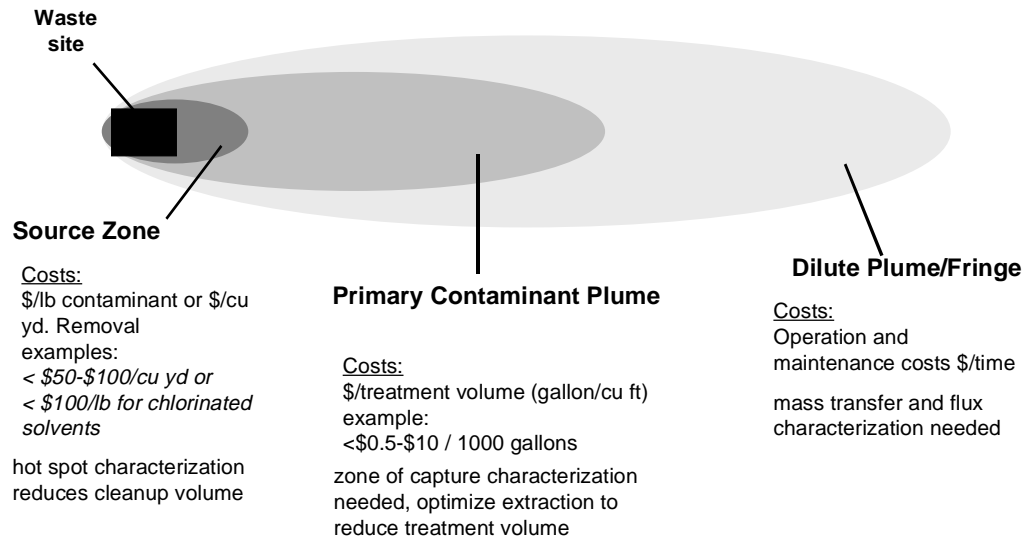 Waste
site
Source Zone
Costs:
$/lb contaminant or $/cu
yd. Removal
examples:
< $50-$100/cu yd or
< $100/lb for chlorinated
solvents
hot spot characterization
reduces cleanup volume
Primary Contaminant Plume
Costs:
$/treatment volume (gallon/cu ft)
example:
<$0.5-$10 / 1000 gallons
zone of capture characterization
needed, optimize extraction to
reduce treatment volume
Dilute Plume/Fringe
Costs:
Operation and
maintenance costs $/time
mass transfer and flux
characterization needed